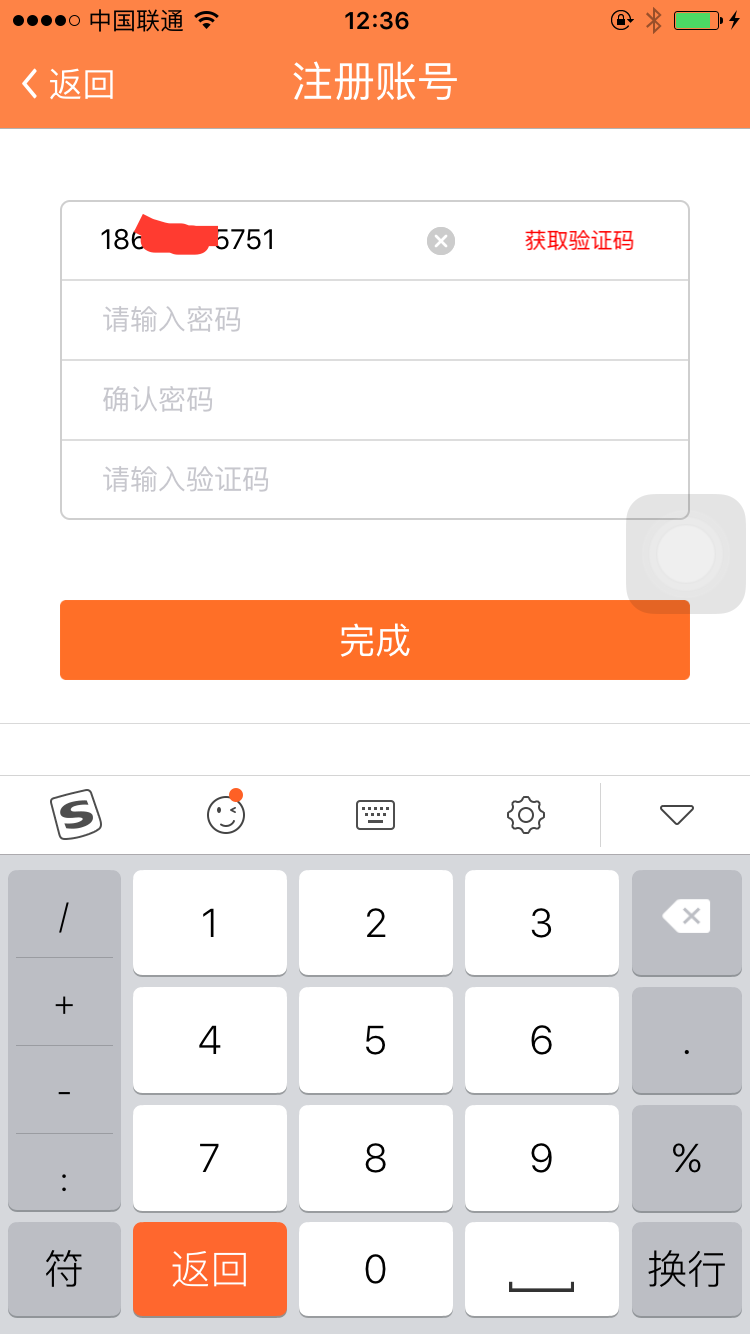 中国联通 12:36
返回 注册账号
5751 获取验证码
请输入密码
确认密码
请输入验证码
完成
S
/ 1 2 3
+ 4 5 6 .
- 7 8 9 %
:
符 返回 0 换行